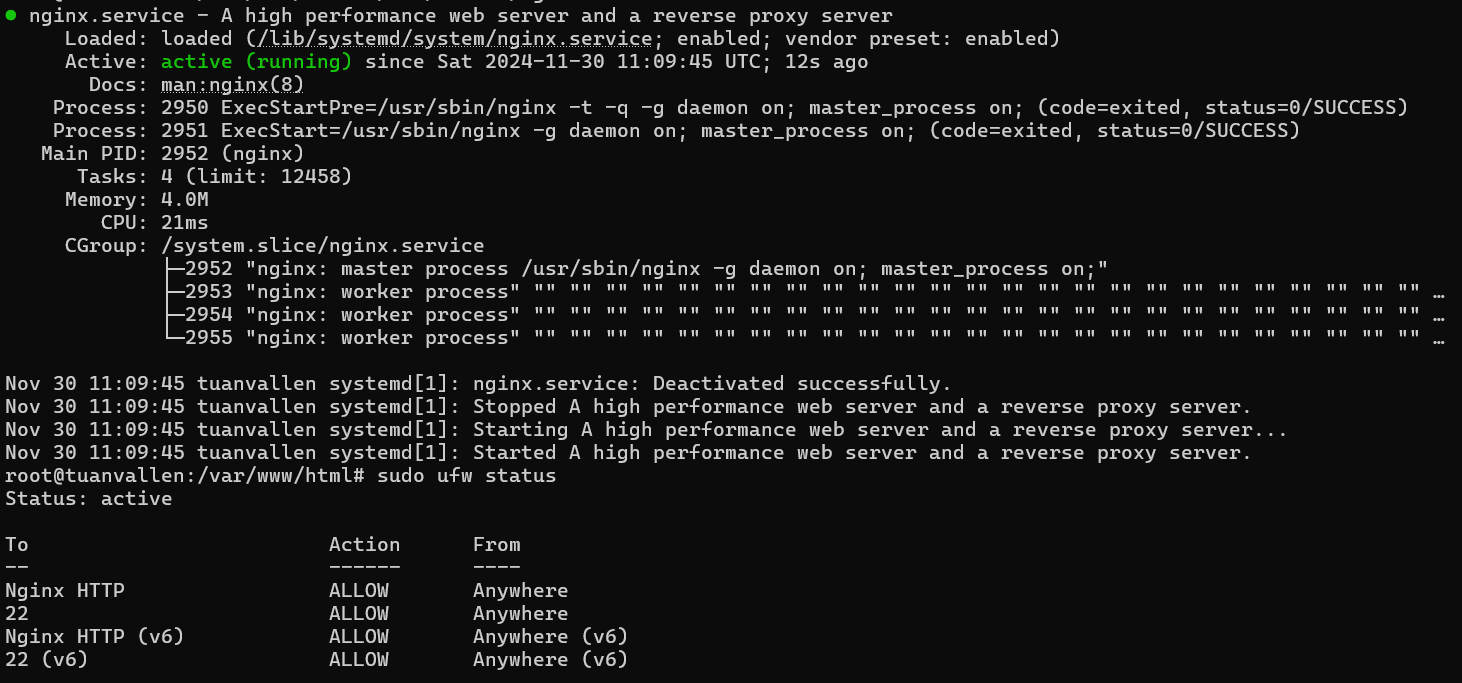 ● nginx.service - A high performance web server and a reverse proxy server
     Loaded: loaded (/lib/systemd/system/nginx.service; enabled; vendor preset: enabled)
     Active: active (running) since Sat 2024-11-30 11:09:45 UTC; 12s ago
       Docs: man:nginx(8)
    Process: 2950 ExecStartPre=/usr/sbin/nginx -t -q -g daemon on; master_process on; (code=exited, status=0/SUCCESS)
    Process: 2951 ExecStart=/usr/sbin/nginx -g daemon on; master_process on; (code=exited, status=0/SUCCESS)
   Main PID: 2952 (nginx)
      Tasks: 4 (limit: 12458)
     Memory: 4.0M
        CPU: 21ms
     CGroup: /system.slice/nginx.service
             ├─2952 "nginx: master process /usr/sbin/nginx -g daemon on; master_process on;"
             ├─2953 "nginx: worker process" "" "" "" "" "" "" "" "" "" "" "" "" "" "" "" "" "" "" "" "" "" "" "" "" "" …
             ├─2954 "nginx: worker process" "" "" "" "" "" "" "" "" "" "" "" "" "" "" "" "" "" "" "" "" "" "" "" "" "" …
             └─2955 "nginx: worker process" "" "" "" "" "" "" "" "" "" "" "" "" "" "" "" "" "" "" "" "" "" "" "" "" "" …

Nov 30 11:09:45 tuanvallen systemd[1]: nginx.service: Deactivated successfully.
Nov 30 11:09:45 tuanvallen systemd[1]: Stopped A high performance web server and a reverse proxy server.
Nov 30 11:09:45 tuanvallen systemd[1]: Starting A high performance web server and a reverse proxy server...
Nov 30 11:09:45 tuanvallen systemd[1]: Started A high performance web server and a reverse proxy server.
root@tuanvallen:/var/www/html# sudo ufw status
Status: active

To                         Action      From
--                         ------      ----
Nginx HTTP                 ALLOW       Anywhere
22                         ALLOW       Anywhere
Nginx HTTP (v6)            ALLOW       Anywhere (v6)
22 (v6)                    ALLOW       Anywhere (v6)